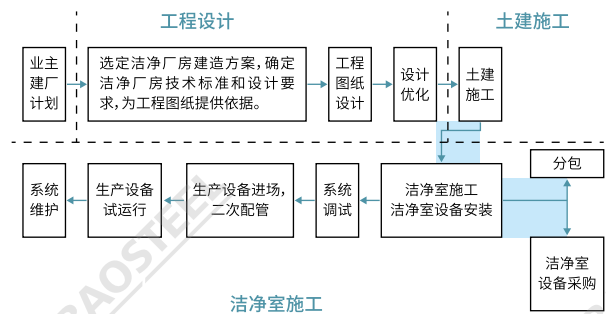 工程设计
土建施工
业主
建厂
计划
选定洁净厂房建造方案，确定
洁净厂房技术标准和设计要
求，为工程图纸提供依据。
工程
图纸
设计
设计
优化
土建
施工
系统
维护
生产设备
试运行
生产设备进场，
二次配管
系统
调试
洁净室施工
洁净室设备安装
分包
洁净室
设备采购
洁净室施工
BAOSTEEL